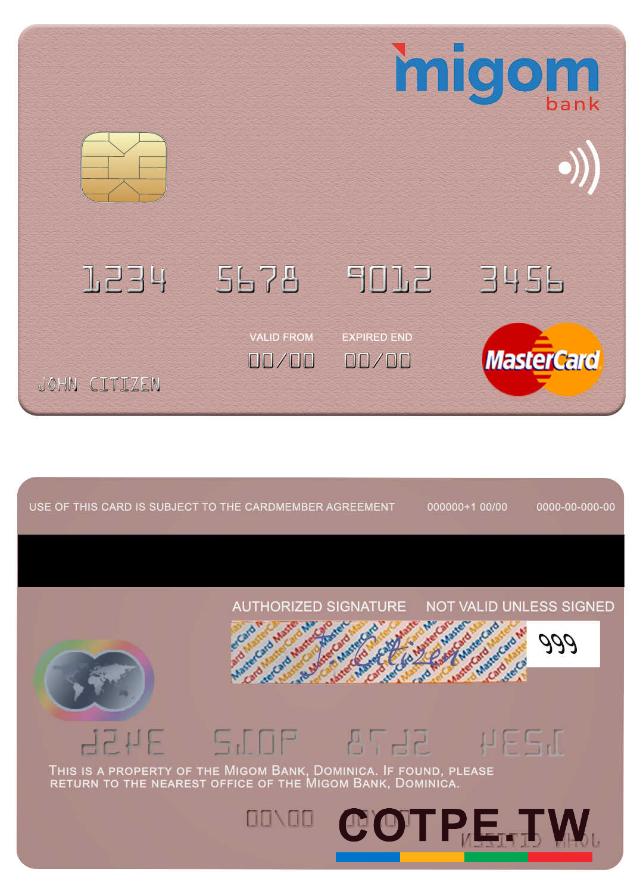 migom
bank
1234 5678 9012 3456
VALID FROM EXPIRED END
00/00 00/00
JOHN CITIZEN
MasterCard
USE OF THIS CARD IS SUBJECT TO THE CARDMEMBER AGREEMENT 000000+1 00/00 0000-00-000-00
AUTHORIZED SIGNATURE NOT VALID UNLESS SIGNED
J. Citizen 999
THIS IS A PROPERTY OF THE MIGOM BANK, DOMINICA. IF FOUND, PLEASE
RETURN TO THE NEAREST OFFICE OF THE MIGOM BANK, DOMINICA.
COTPE.TW